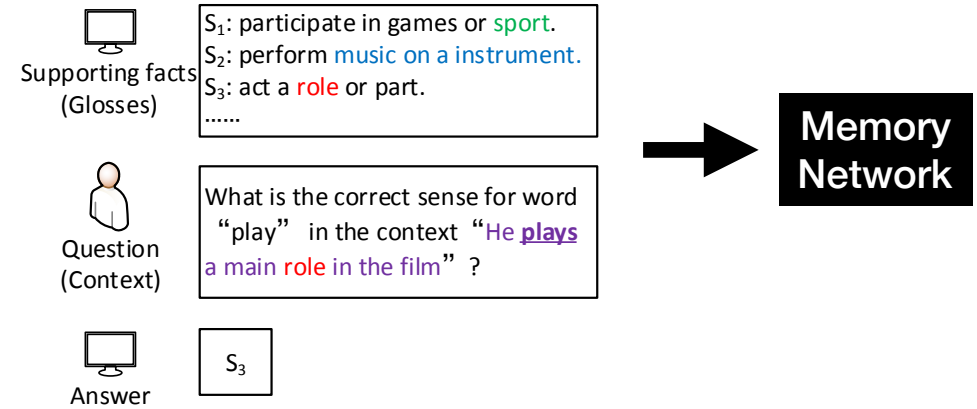 Supporting facts
(Glosses)
S₁: participate in games or sport.
S₂: perform music on a instrument.
S₃: act a role or part.
......
Memory
Network
Question
(Context)
What is the correct sense for word
“play” in the context “He plays
a main role in the film” ?
Answer
S₃